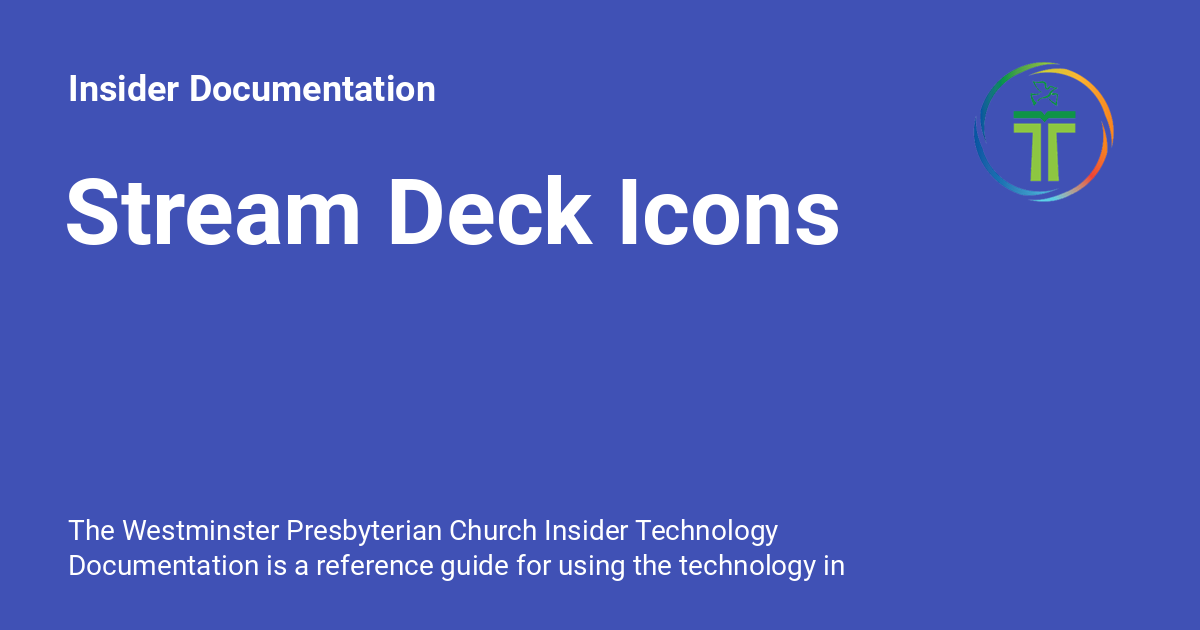 Insider Documentation
Stream Deck Icons
The Westminster Presbyterian Church Insider Technology
Documentation is a reference guide for using the technology in